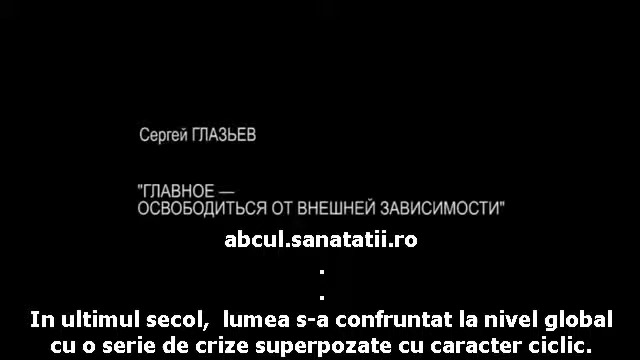 Сергей ГЛАЗЬЕВ
"ГЛАВНОЕ —
ОСВОБОДИТЬСЯ ОТ ВНЕШНЕЙ ЗАВИСИМОСТИ"
abcul.sanatatii.ro
.
.
In ultimul secol, lumea s-a confruntat la nivel global
cu o serie de crize superpozate cu caracter ciclic.